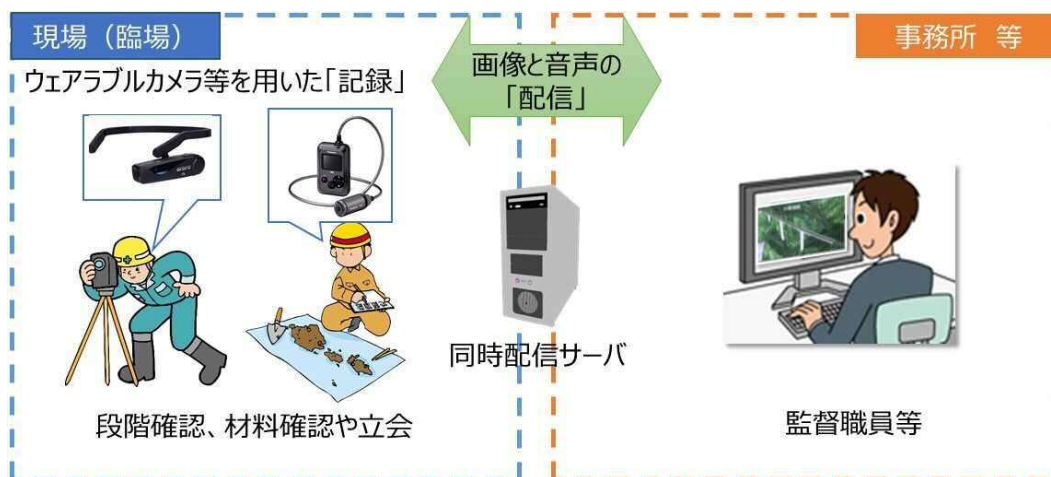 現場（臨場）
ウェアラブルカメラ等を用いた「記録」
画像と音声の
「配信」
事務所 等
同時配信サーバ
段階確認、材料確認や立会
監督職員等